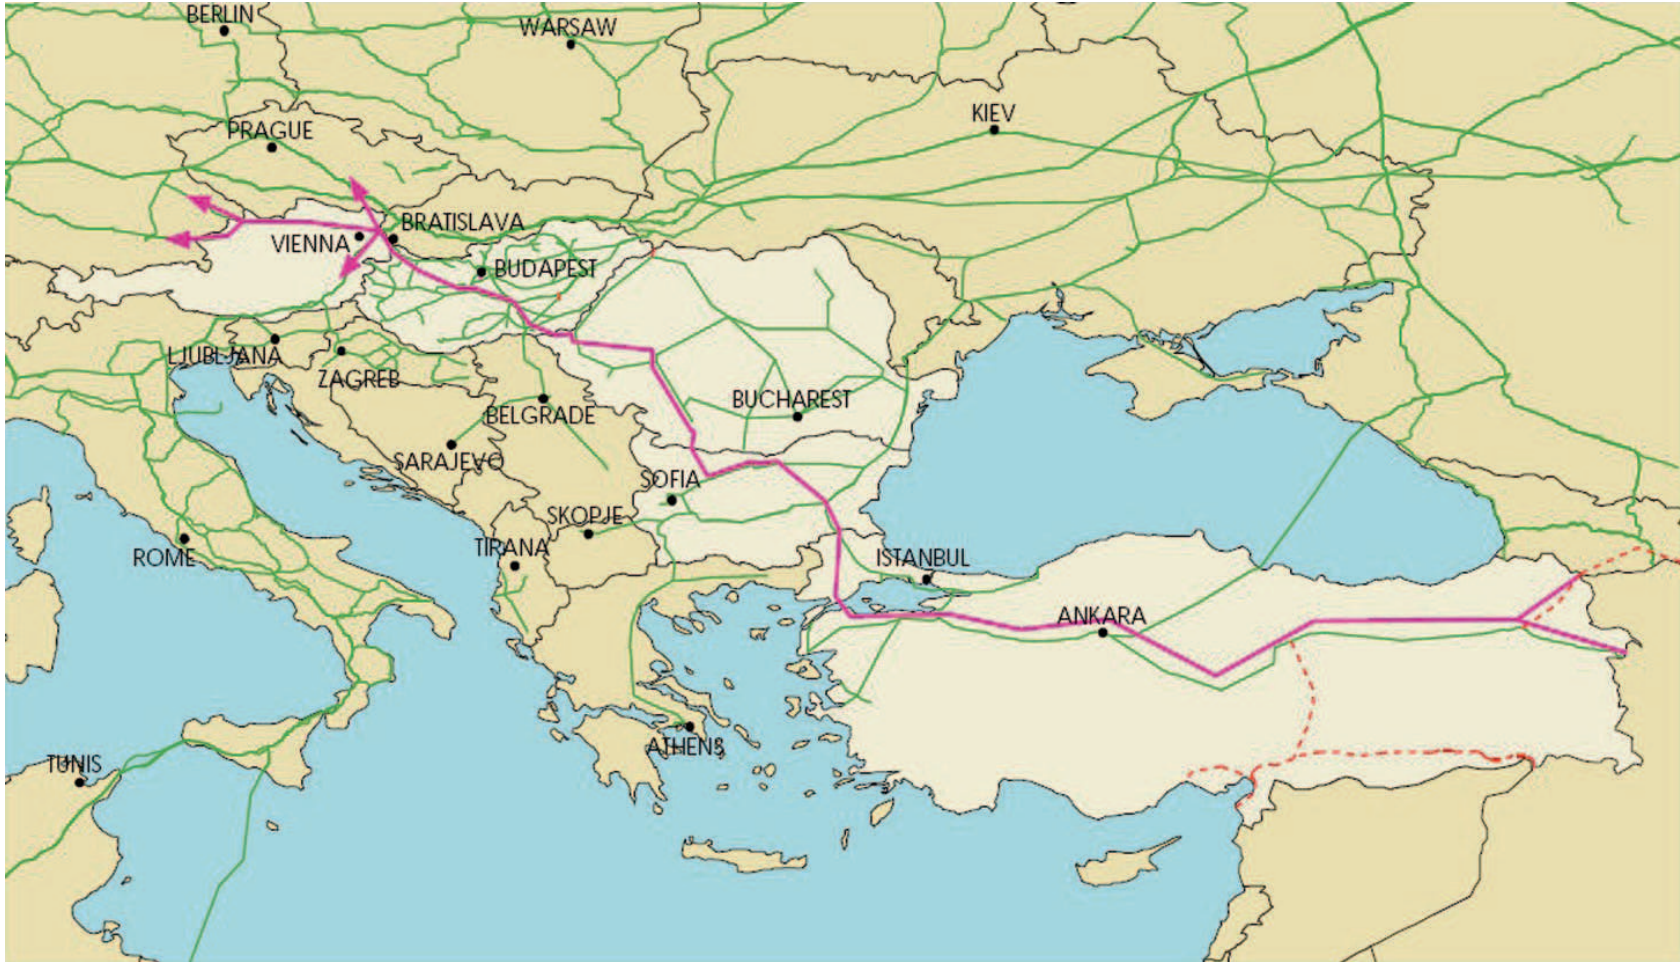 BERLIN
WARSAW
KIEV
PRAGUE
BRATISLAVA
VIENNA
BUDAPEST
LJUBLJANA
ZAGREB
BELGRADE
BUCHAREST
SARAJEVO
SOFIA
SKOPJE
TIRANA
ROME
ISTANBUL
ANKARA
ATHENS
TUNIS